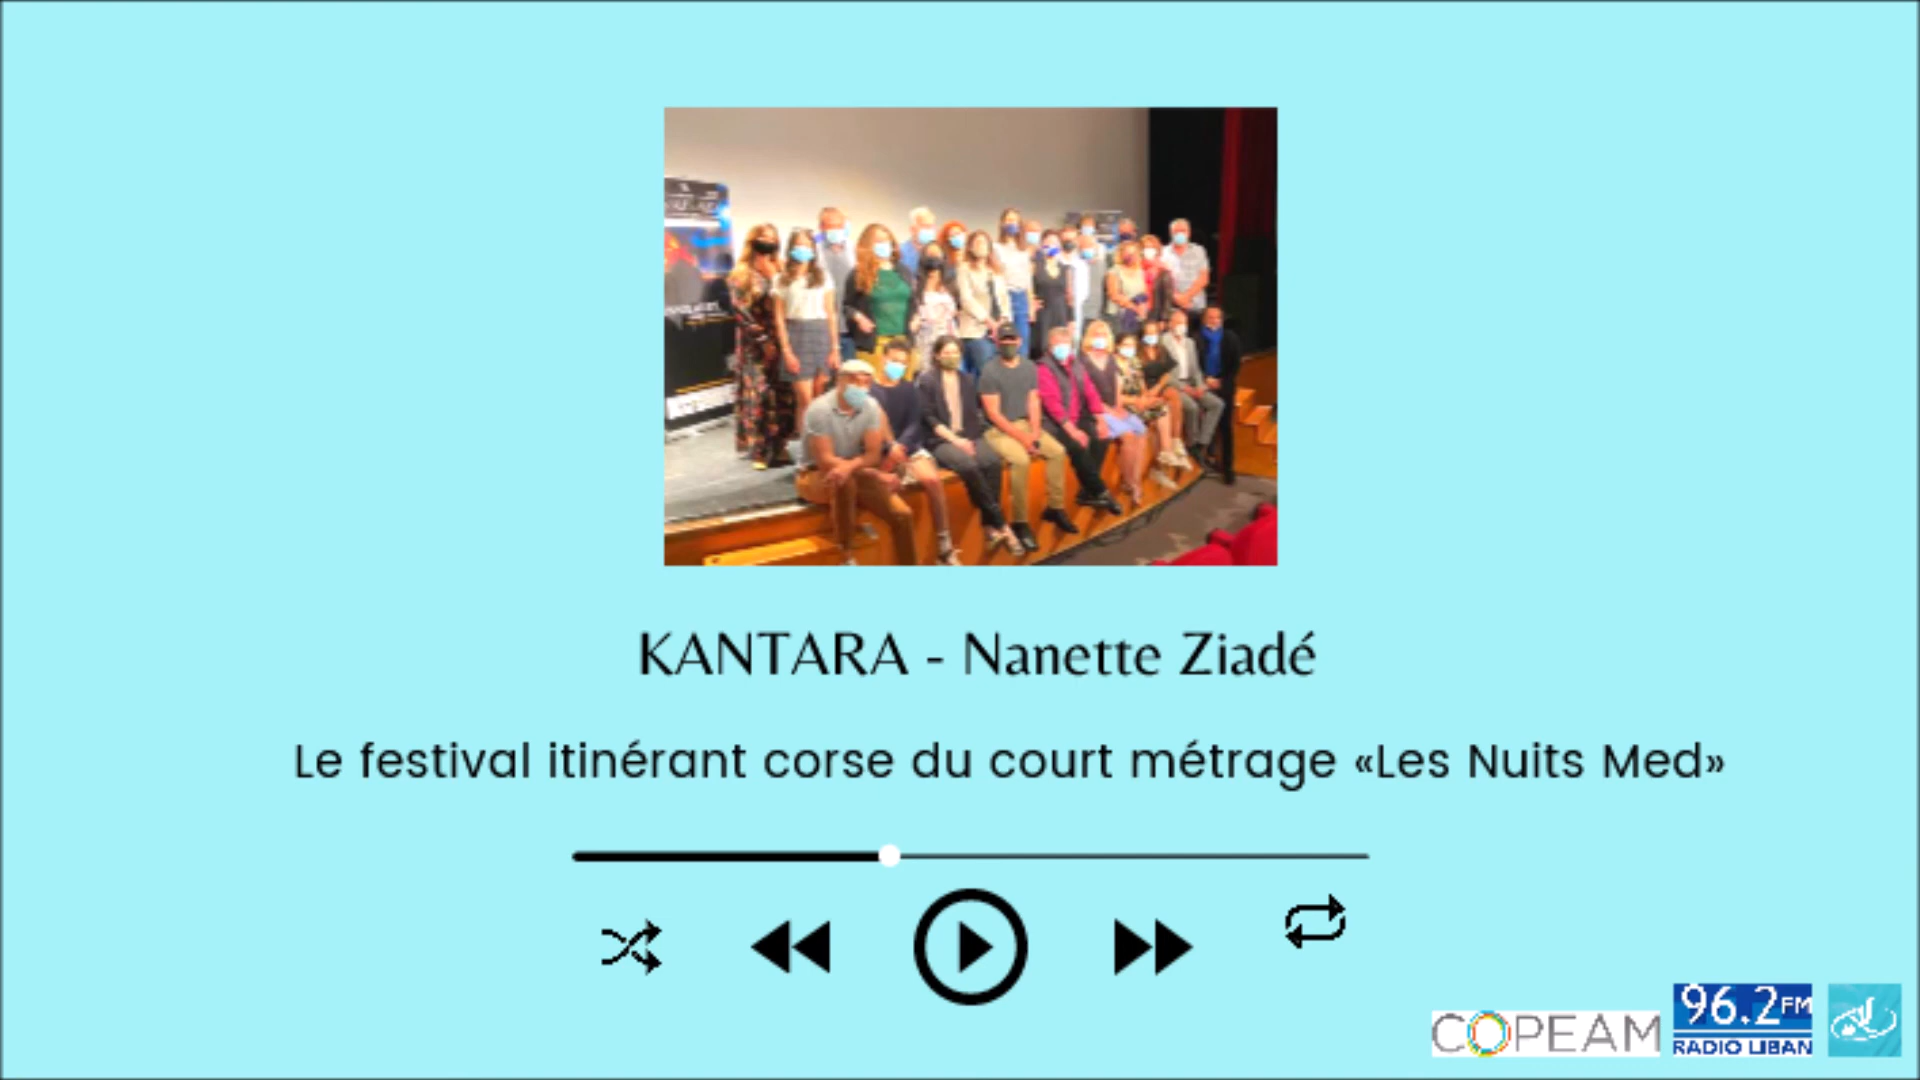 KANTARA - Nanette Ziadé
Le festival itinérant corse du court métrage «Les Nuits Med»
COPEAM
96.2FM
RADIO LIBAN